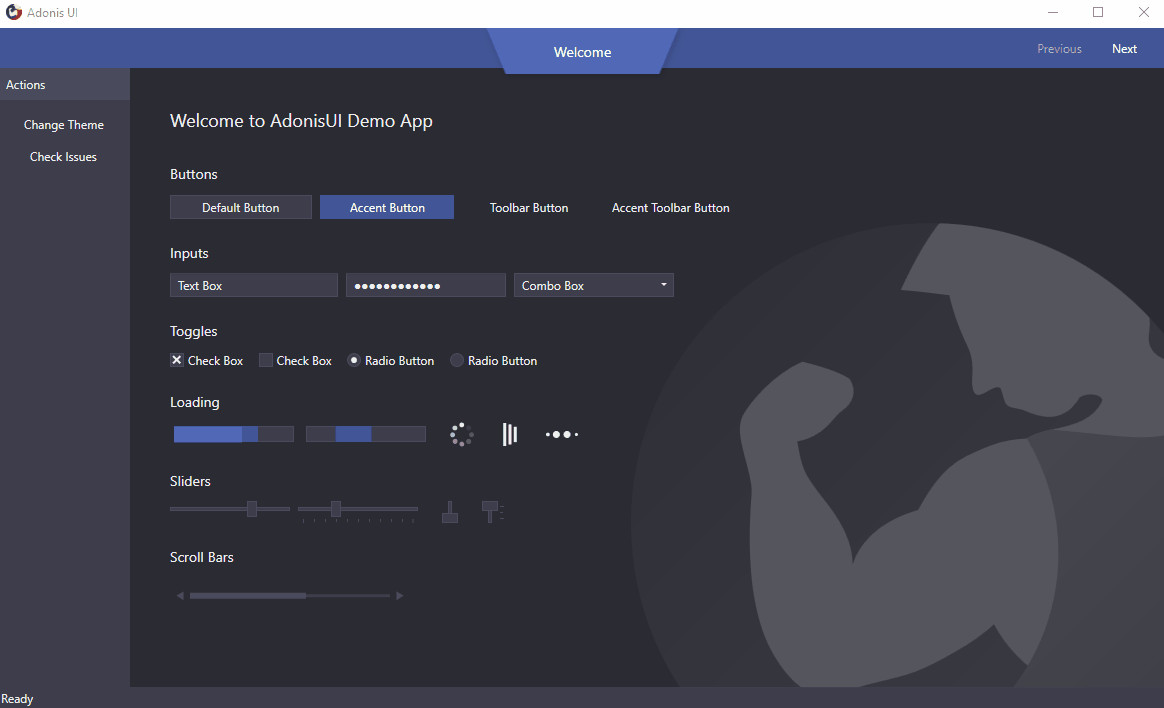 Adonis UI
Welcome
Previous
Next
Actions
Change Theme
Check Issues
Welcome to AdonisUI Demo App
Buttons
Default Button
Accent Button
Toolbar Button
Accent Toolbar Button
Inputs
Text Box
●●●●●●●●●●●●
Combo Box
Toggles
Check Box
Check Box
Radio Button
Radio Button
Loading
Sliders
Scroll Bars
Ready